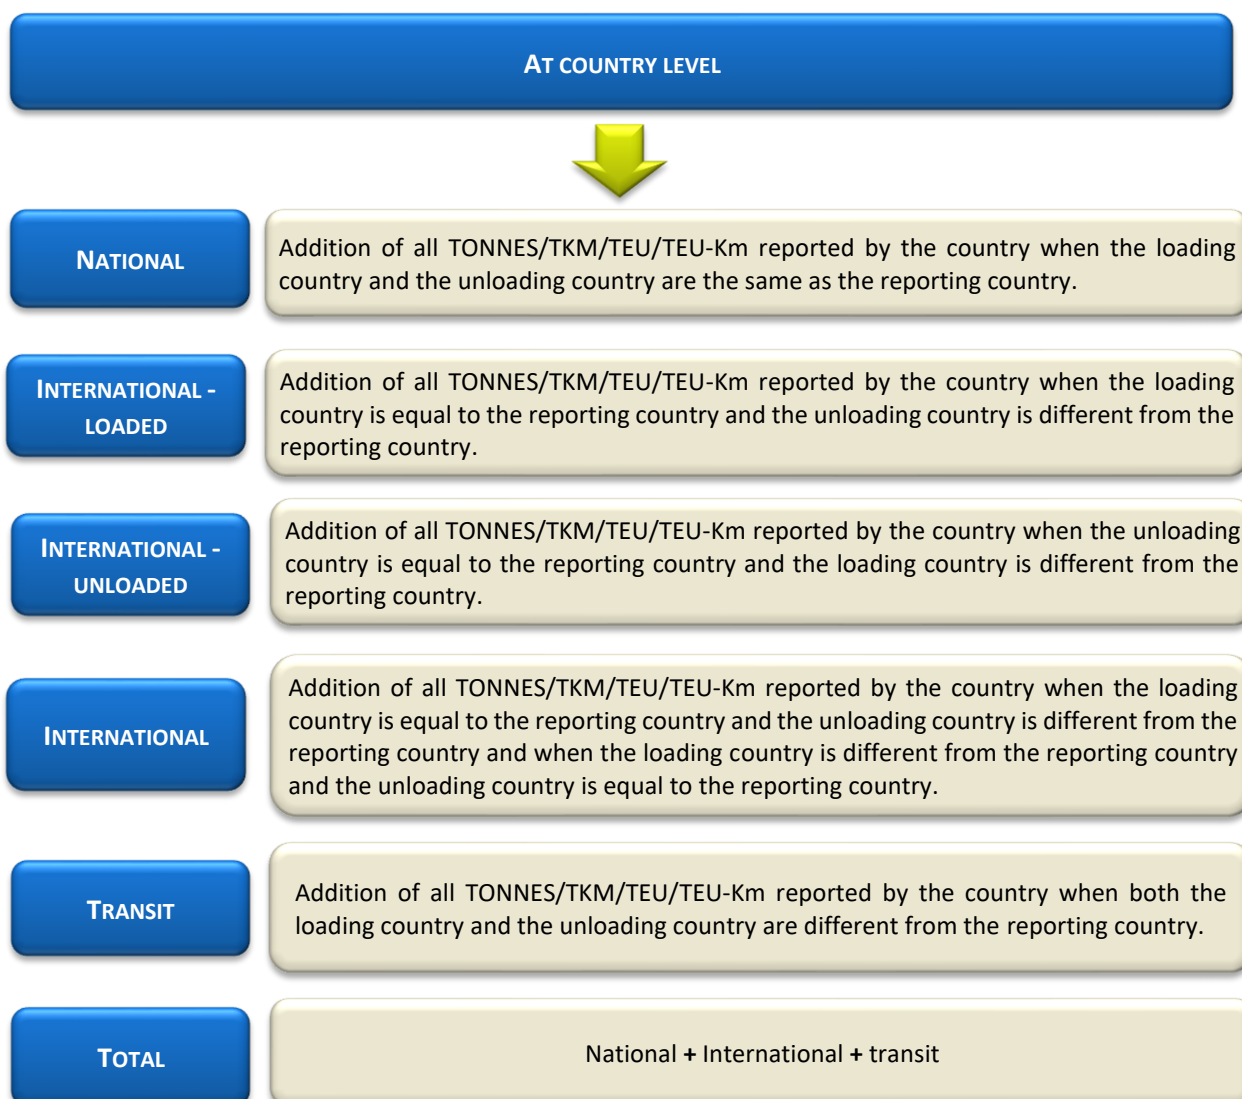 AT COUNTRY LEVEL
NATIONAL
Addition of all TONNES/TKM/TEU/TEU-Km reported by the country when the loading
country and the unloading country are the same as the reporting country.
INTERNATIONAL -
LOADED
Addition of all TONNES/TKM/TEU/TEU-Km reported by the country when the loading
country is equal to the reporting country and the unloading country is different from the
reporting country.
INTERNATIONAL -
UNLOADED
Addition of all TONNES/TKM/TEU/TEU-Km reported by the country when the unloading
country is equal to the reporting country and the loading country is different from the
reporting country.
INTERNATIONAL
Addition of all TONNES/TKM/TEU/TEU-Km reported by the country when the loading
country is equal to the reporting country and the unloading country is different from the
reporting country and when the loading country is different from the reporting country
and the unloading country is equal to the reporting country.
TRANSIT
Addition of all TONNES/TKM/TEU/TEU-Km reported by the country when both the
loading country and the unloading country are different from the reporting country.
TOTAL
National + International + transit